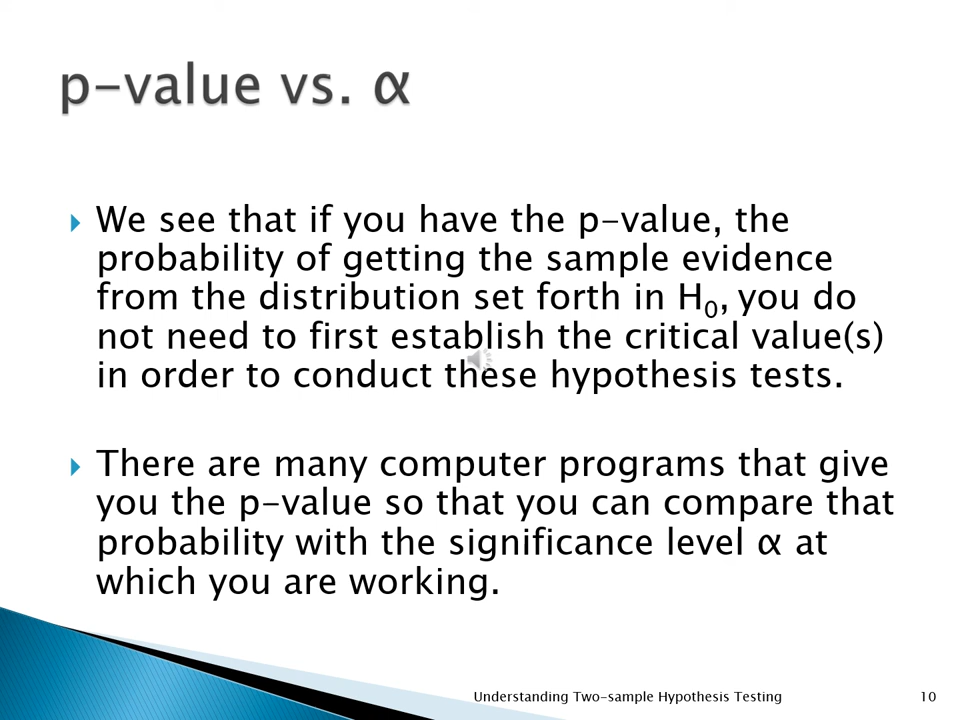 p-value vs. α
We see that if you have the p-value, the
probability of getting the sample evidence
from the distribution set forth in H₀, you do
not need to first establish the critical value(s)
in order to conduct these hypothesis tests.
There are many computer programs that give
you the p-value so that you can compare that
probability with the significance level α at
which you are working.
Understanding Two-sample Hypothesis Testing 10